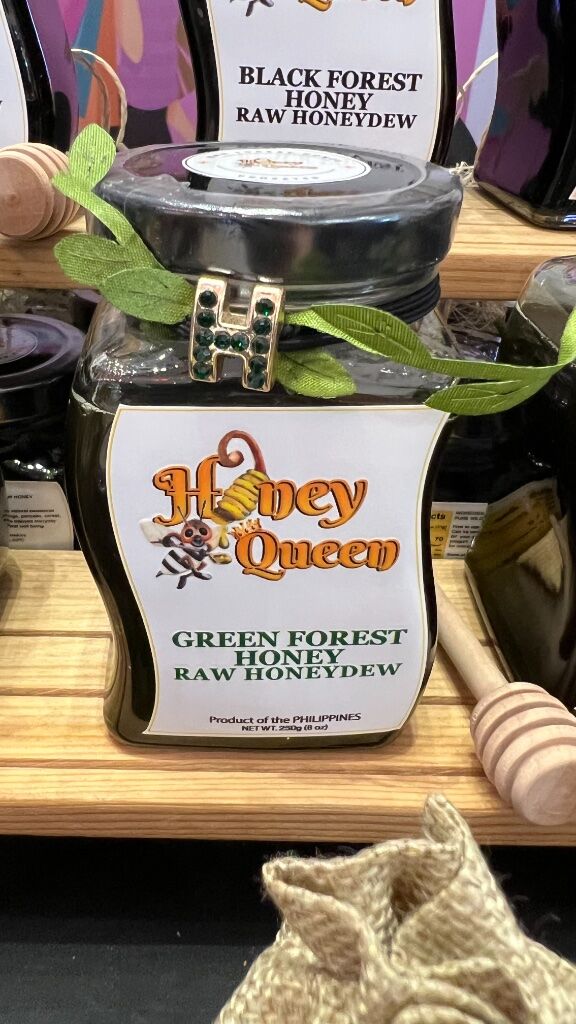 BLACK FOREST
HONEY
RAW HONEYDEW
H
Honey
Queen
GREEN FOREST
HONEY
RAW HONEYDEW
Product of the PHILIPPINES
NET WT. 250g (8 oz)